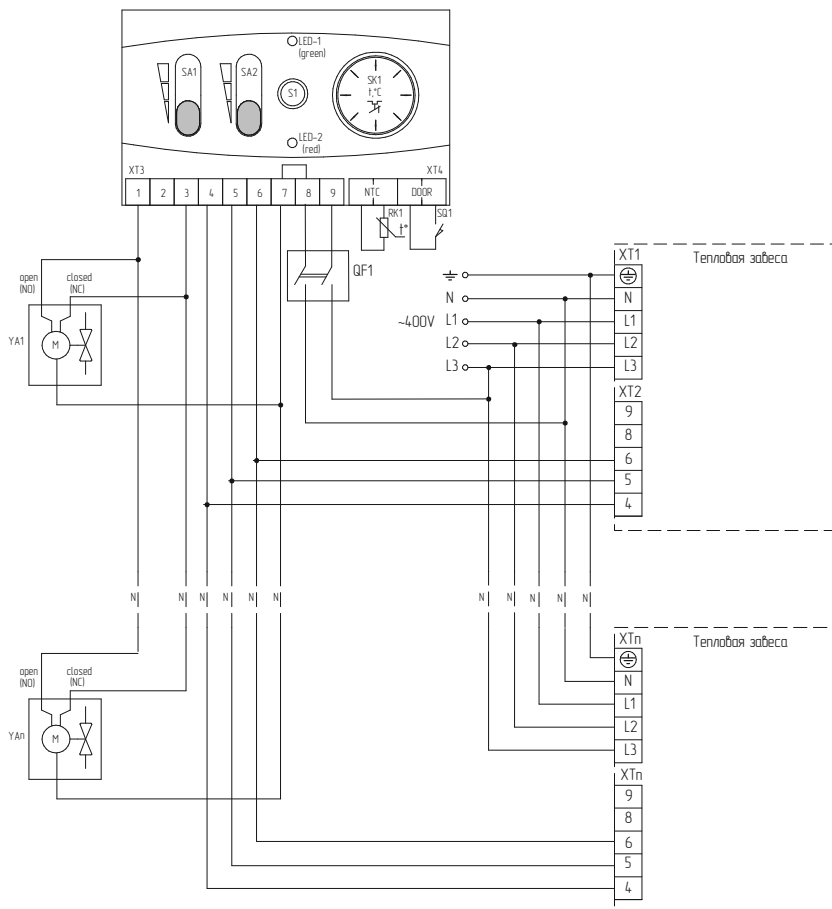 LED-1
(green)
SA1
SA2
S1
SK1
t,°C
LED-2
(red)
XT3
XT4
1 2 3 4 5 6 7 8 9
NTC
DOOR
RK1
t°
SQ1
QF1
open
(NO)
closed
(NC)
YA1
M
~400V
N
L1
L2
L3
XT1
Тепловая завеса
N
L1
L2
L3
XT2
9
8
6
5
4
N N N N N N
N N N N N
open
(NO)
closed
(NC)
YAn
M
XTn
Тепловая завеса
N
L1
L2
L3
XTn
9
8
6
5
4